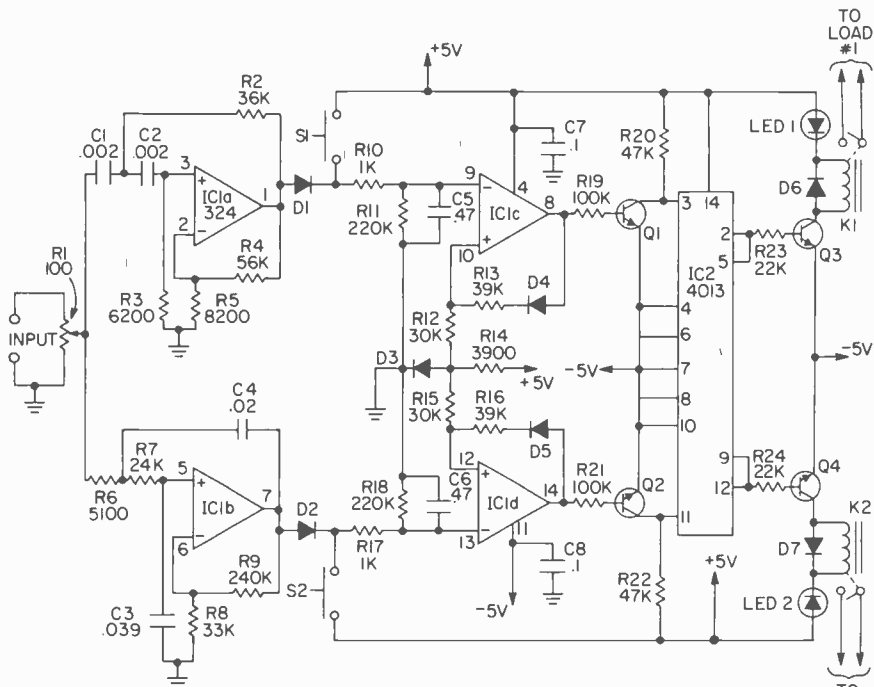 TO
LOAD
#1
+5V
R2
36K
S1
C1
.002
C2
.002
3
+
IC1a
324
1
2
−
D1
R10
1K
R11
220K
C5
.47
9
−
4
C7
.1
IC1c
8
+
10
R19
100K
R20
47K
Q1
LED 1
D6
K1
3
14
2
5
IC2
4013
R23
22K
Q3
R1
100
R4
56K
R3
6200
R5
8200
INPUT
R13
39K
D4
R12
30K
D3
R14
3900
+5V
−5V
4
6
7
8
10
−5V
R15
30K
R16
39K
D5
C4
.02
R7
24K
R6
5100
5
+
IC1b
7
6
−
D2
R18
220K
C6
.47
12
+
IC1d
14
11
−
13
R21
100K
Q2
9
12
R24
22K
Q4
K2
R17
1K
C8
.1
11
D7
R9
240K
S2
−5V
R22
47K
+5V
LED 2
C3
.039
R8
33K
TO